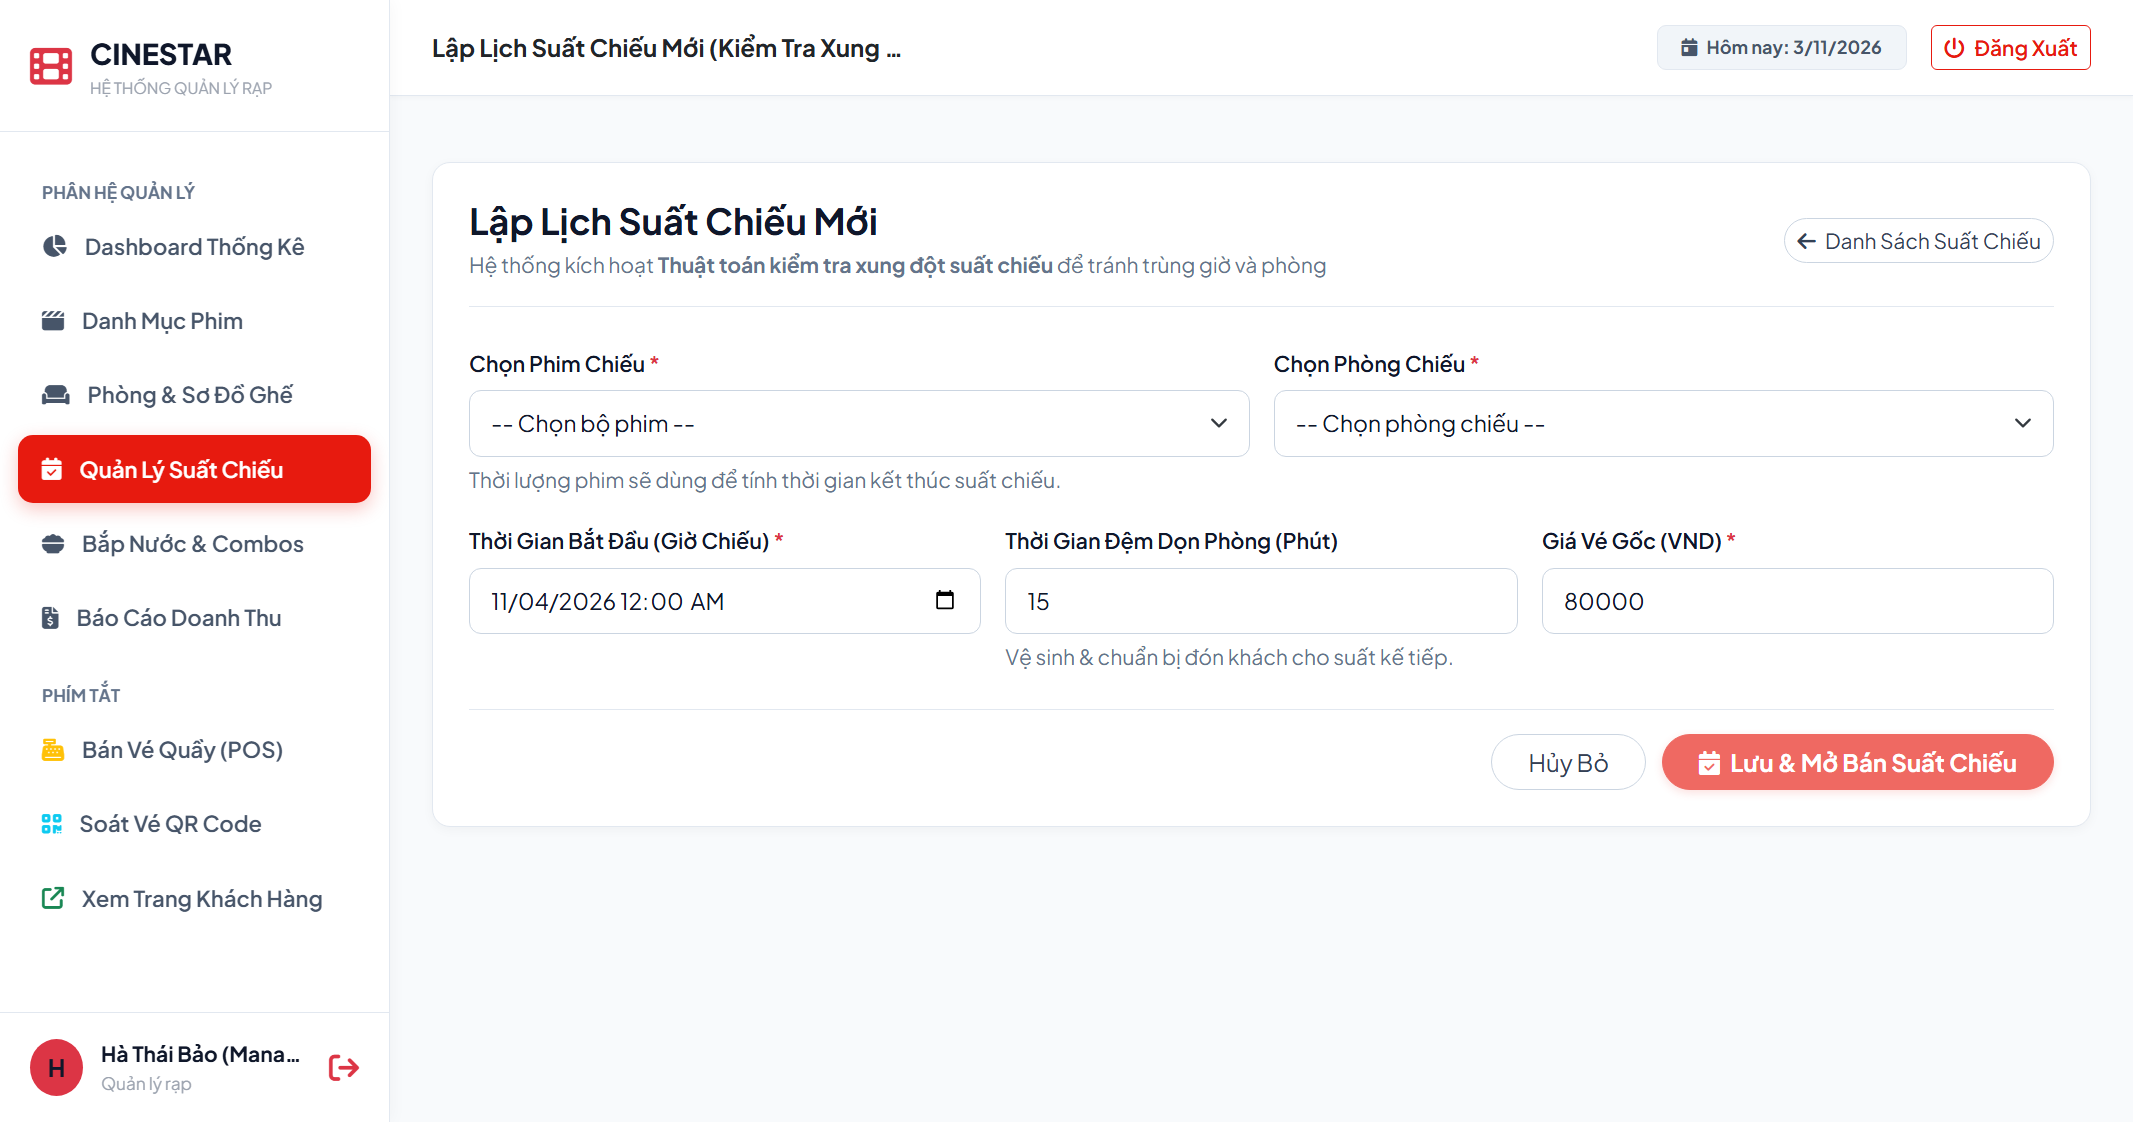 CINESTAR
HỆ THỐNG QUẢN LÝ RẠP
PHÂN HỆ QUẢN LÝ
Dashboard Thống Kê
Danh Mục Phim
Phòng & Sơ Đồ Ghế
Quản Lý Suất Chiếu
Bắp Nước & Combos
Báo Cáo Doanh Thu
PHÍM TẮT
Bán Vé Quầy (POS)
Soát Vé QR Code
Xem Trang Khách Hàng
H
Hà Thái Bảo (Mana...
Quản lý rạp
Lập Lịch Suất Chiếu Mới (Kiểm Tra Xung ...
Hôm nay: 3/11/2026
Đăng Xuất
Lập Lịch Suất Chiếu Mới
Hệ thống kích hoạt Thuật toán kiểm tra xung đột suất chiếu để tránh trùng giờ và phòng
Danh Sách Suất Chiếu
Chọn Phim Chiếu *
-- Chọn bộ phim --
Thời lượng phim sẽ dùng để tính thời gian kết thúc suất chiếu.
Chọn Phòng Chiếu *
-- Chọn phòng chiếu --
Thời Gian Bắt Đầu (Giờ Chiếu) *
11/04/2026 12:00 AM
Thời Gian Đệm Dọn Phòng (Phút)
15
Vệ sinh & chuẩn bị đón khách cho suất kế tiếp.
Giá Vé Gốc (VND) *
80000
Hủy Bỏ
Lưu & Mở Bán Suất Chiếu